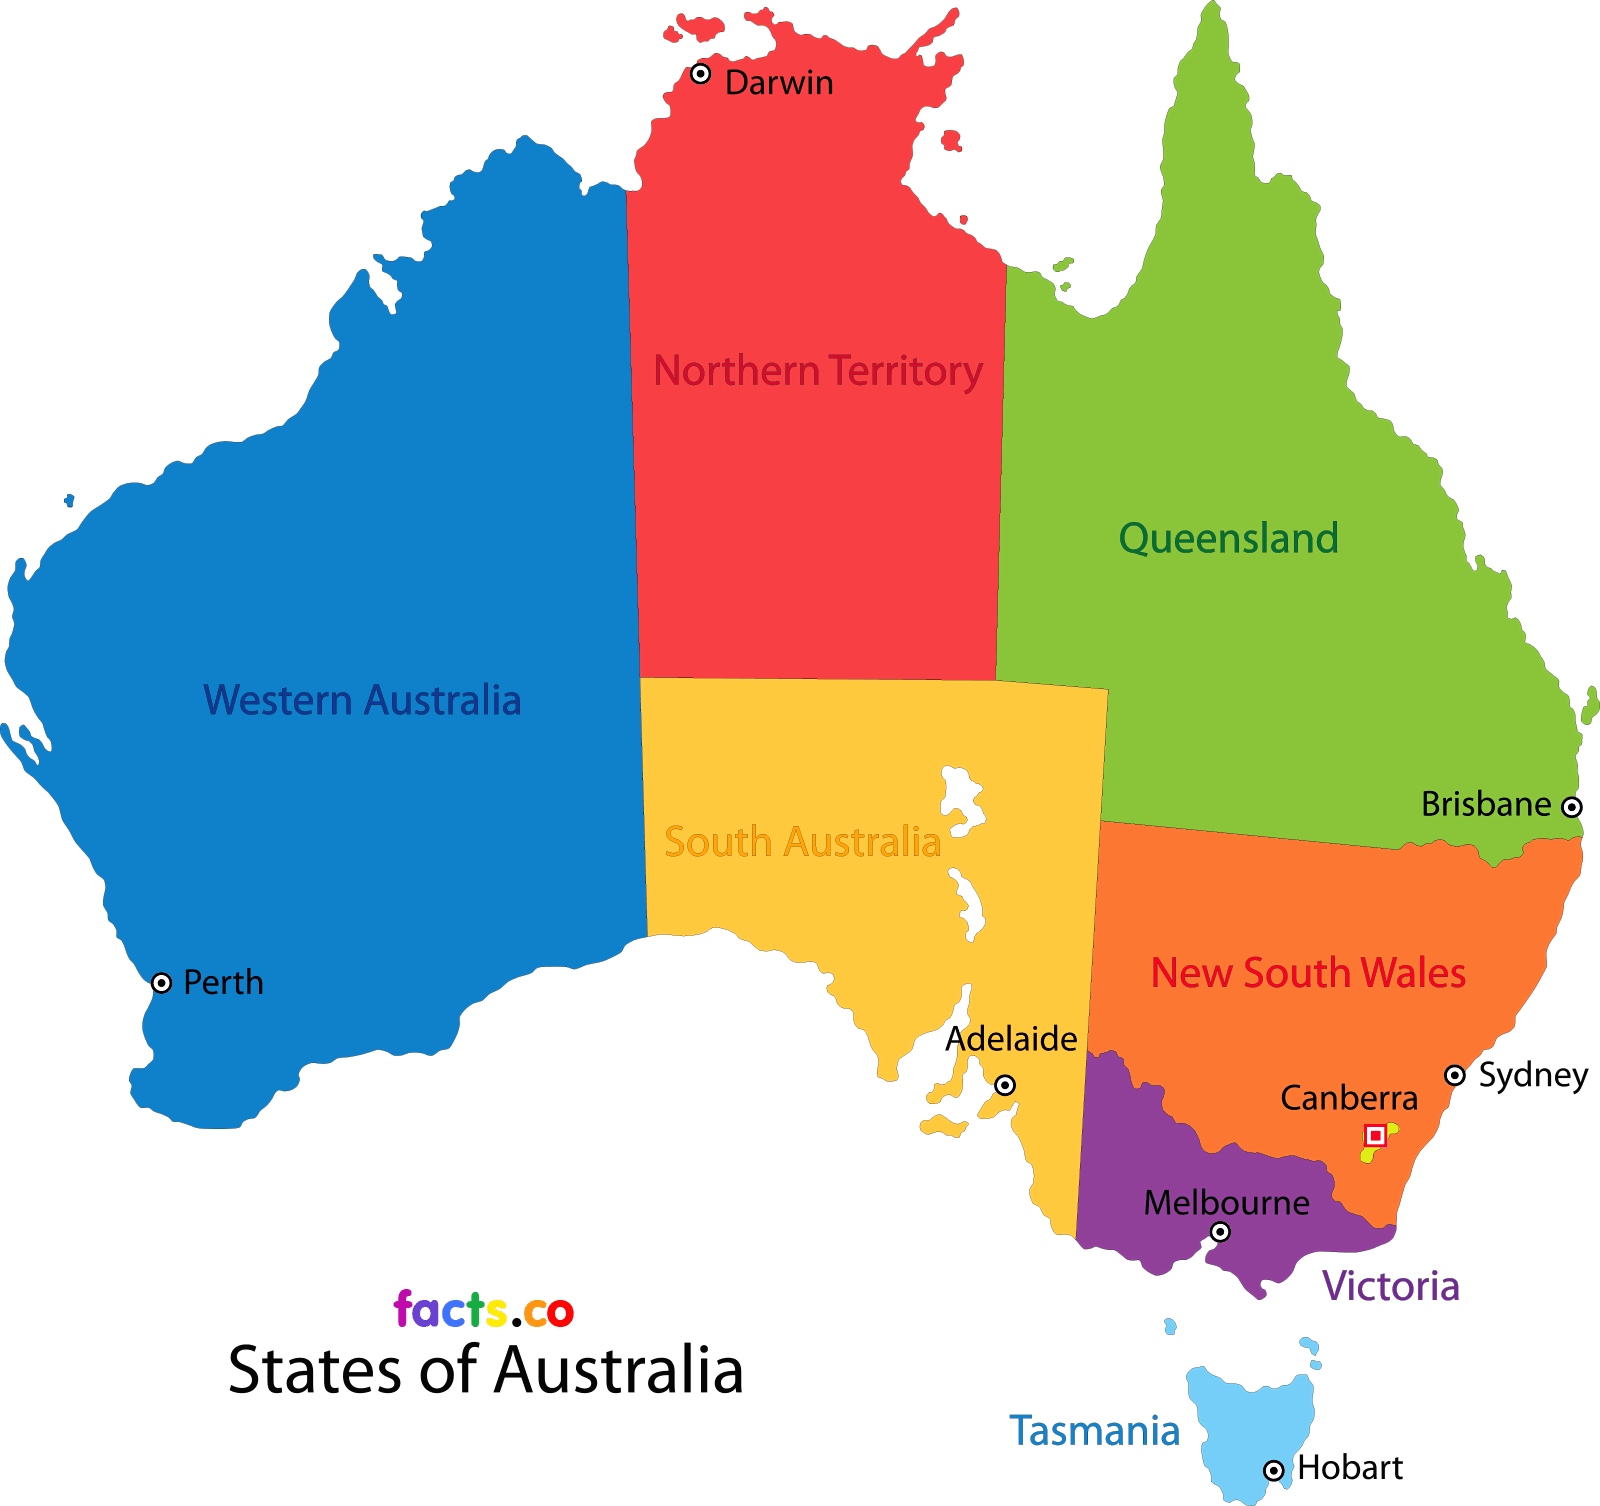 Darwin
Northern Territory
Queensland
Western Australia
Brisbane
South Australia
New South Wales
Perth
Adelaide
Sydney
Canberra
Melbourne
Victoria
facts.co
States of Australia
Tasmania
Hobart